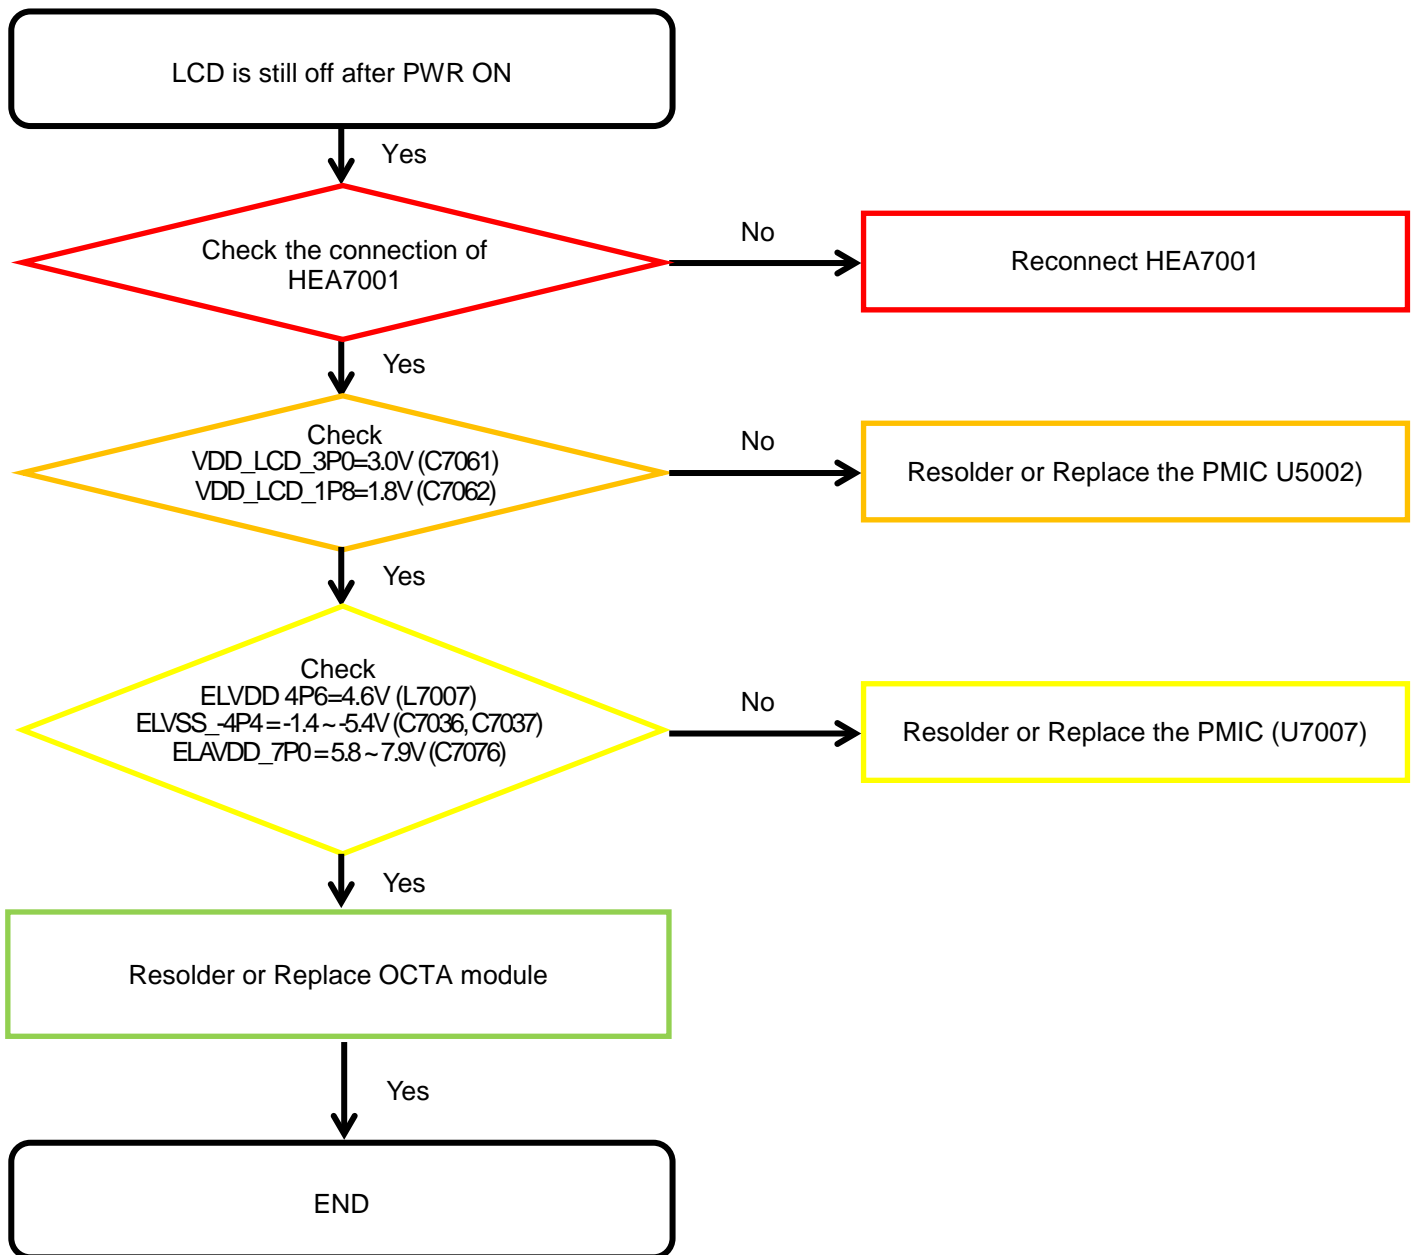 LCD is still off after PWR ON
Yes
Check the connection of
HEA7001
No
Reconnect HEA7001
Yes
Check
VDD_LCD_3P0=3.0V (C7061)
VDD_LCD_1P8=1.8V (C7062)
No
Resolder or Replace the PMIC U5002)
Yes
Check
ELVDD 4P6=4.6V (L7007)
ELVSS_-4P4 = -1.4 ~ -5.4V (C7036, C7037)
ELAVDD_7P0 = 5.8 ~ 7.9V (C7076)
No
Resolder or Replace the PMIC (U7007)
Yes
Resolder or Replace OCTA module
Yes
END